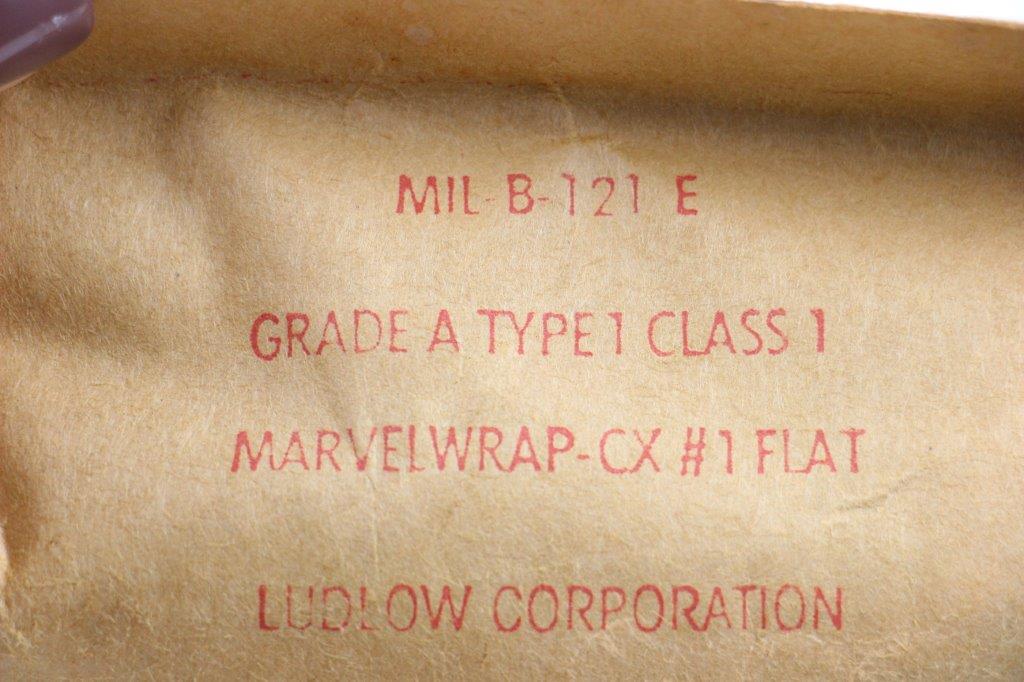 MIL-B-121 E
GRADE A TYPE 1 CLASS 1
MARVELWRAP-CX #1 FLAT
LUDLOW CORPORATION